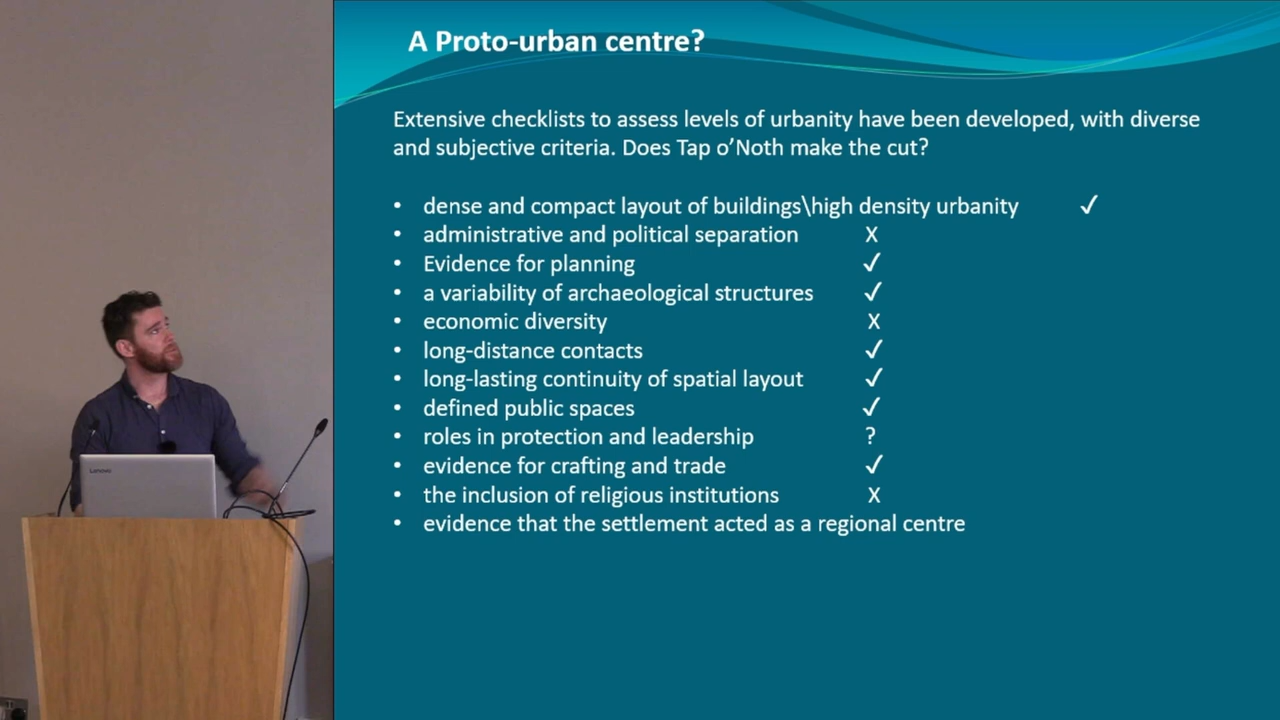 A Proto-urban centre?
Extensive checklists to assess levels of urbanity have been developed, with diverse
and subjective criteria. Does Tap o’Noth make the cut?
• dense and compact layout of buildings\high density urbanity ✓
• administrative and political separation X
• Evidence for planning ✓
• a variability of archaeological structures ✓
• economic diversity X
• long-distance contacts ✓
• long-lasting continuity of spatial layout ✓
• defined public spaces ✓
• roles in protection and leadership ?
• evidence for crafting and trade ✓
• the inclusion of religious institutions X
• evidence that the settlement acted as a regional centre
Lenovo